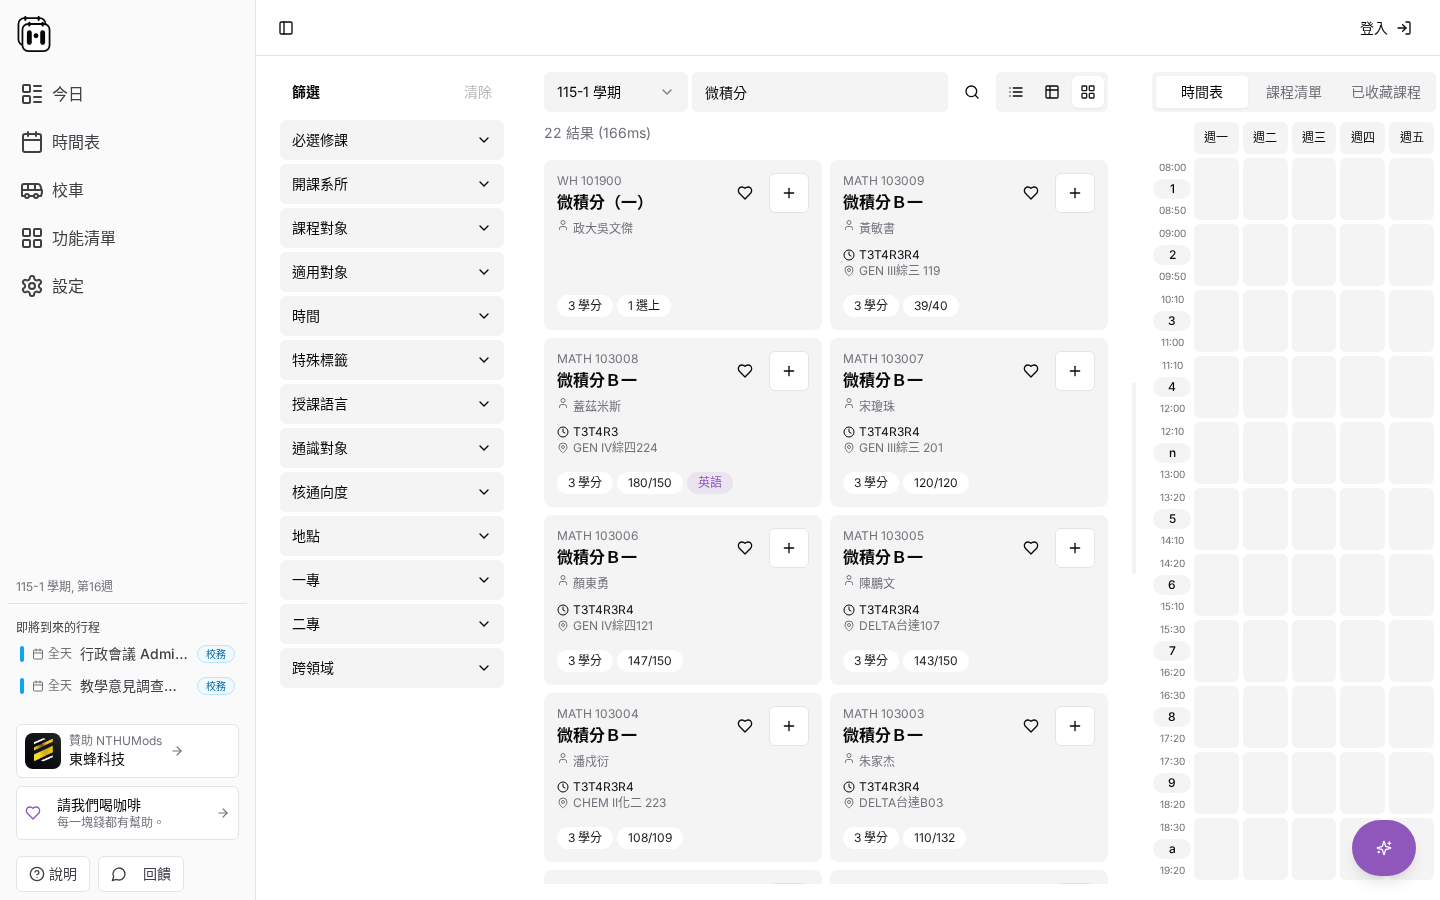 今日
時間表
校車
功能清單
設定
115-1 學期, 第16週
即將到來的行程
全天 行政會議 Admi... 校務
全天 教學意見調查... 校務
贊助 NTHUMods
東蜂科技
請我們喝咖啡
每一塊錢都有幫助。
說明 回饋
登入
篩選 清除
必選修課
開課系所
課程對象
適用對象
時間
特殊標籤
授課語言
通識對象
核通向度
地點
一專
二專
跨領域
115-1 學期 微積分
22 結果 (166ms)
WH 101900
微積分（一）
政大吳文傑
3 學分 1 選上
MATH 103009
微積分Ｂ一
黃敏書
T3T4R3R4
GEN III綜三 119
3 學分 39/40
MATH 103008
微積分Ｂ一
蓋茲米斯
T3T4R3
GEN IV綜四224
3 學分 180/150 英語
MATH 103007
微積分Ｂ一
宋瓊珠
T3T4R3R4
GEN III綜三 201
3 學分 120/120
MATH 103006
微積分Ｂ一
顏東勇
T3T4R3R4
GEN IV綜四121
3 學分 147/150
MATH 103005
微積分Ｂ一
陳鵬文
T3T4R3R4
DELTA台達107
3 學分 143/150
MATH 103004
微積分Ｂ一
潘戍衍
T3T4R3R4
CHEM II化二 223
3 學分 108/109
MATH 103003
微積分Ｂ一
朱家杰
T3T4R3R4
DELTA台達B03
3 學分 110/132
時間表 課程清單 已收藏課程
週一 週二 週三 週四 週五
08:00
1
08:50
09:00
2
09:50
10:10
3
11:00
11:10
4
12:00
12:10
n
13:00
13:20
5
14:10
14:20
6
15:10
15:30
7
16:20
16:30
8
17:20
17:30
9
18:20
18:30
a
19:20